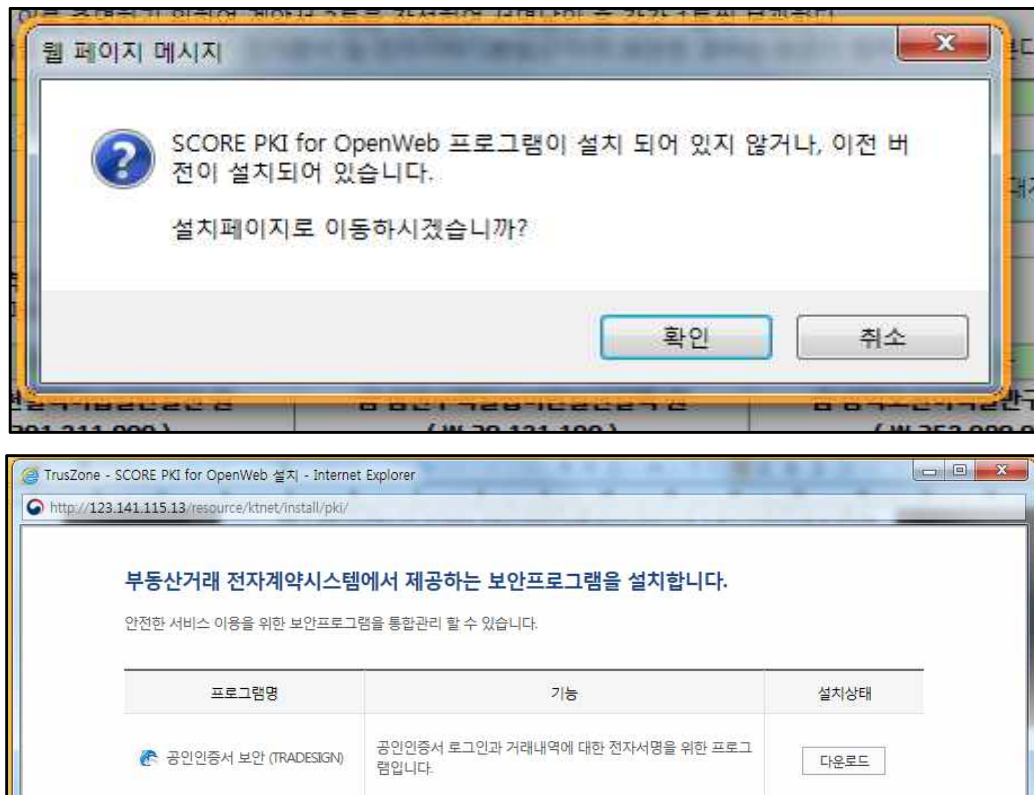 웹 페이지 메시지
SCORE PKI for OpenWeb 프로그램이 설치 되어 있지 않거나, 이전 버
전이 설치되어 있습니다.
설치페이지로 이동하시겠습니까?
확인 취소
TrusZone - SCORE PKI for OpenWeb 설치 - Internet Explorer
http://123.141.115.13/resource/ktnet/install/pki/
부동산거래 전자계약시스템에서 제공하는 보안프로그램을 설치합니다.
안전한 서비스 이용을 위한 보안프로그램을 통합관리 할 수 있습니다.
프로그램명 기능 설치상태
공인인증서 보안 (TRADESIGN) 공인인증서 로그인과 거래내역에 대한 전자서명을 위한 프로그
램입니다. 다운로드